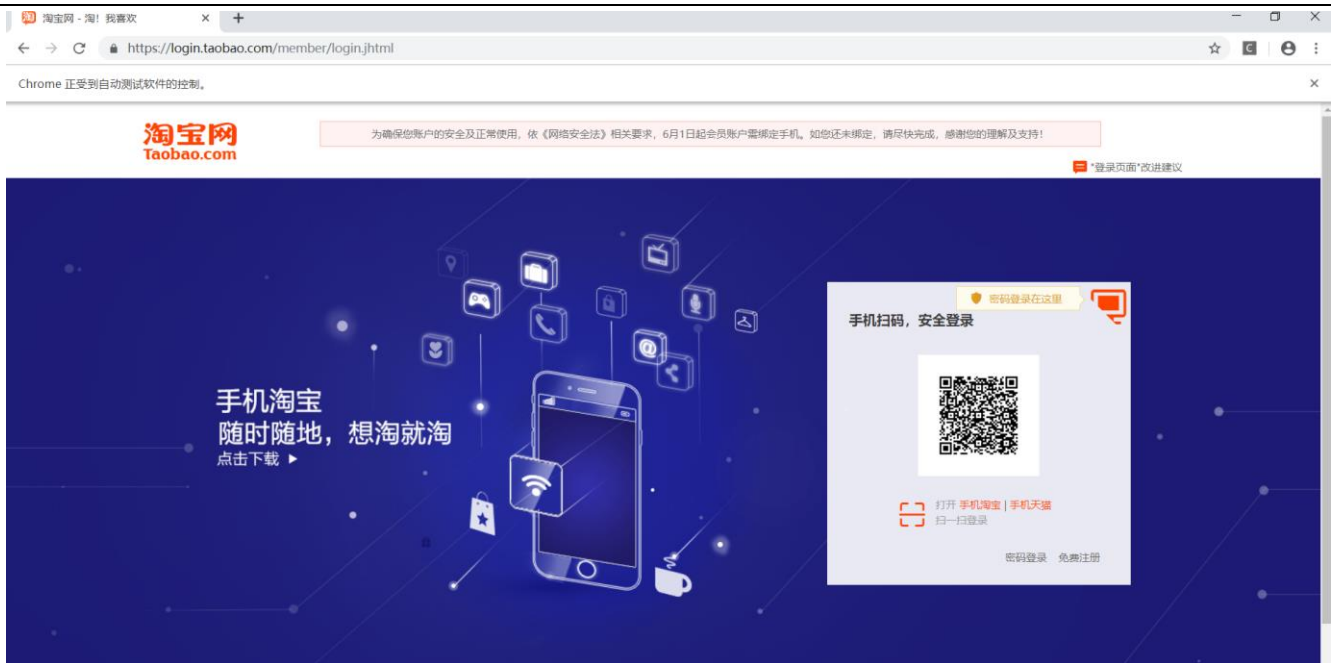 淘宝网 - 淘！我喜欢
https://login.taobao.com/member/login.jhtml
Chrome 正受到自动测试软件的控制。
淘宝网
Taobao.com
为确保您账户的安全及正常使用，依《网络安全法》相关要求，6月1日起会员账户需绑定手机。如您还未绑定，请尽快完成，感谢您的理解及支持！
"登录页面"改进建议
密码登录在这里
手机扫码，安全登录
手机淘宝
随时随地，想淘就淘
点击下载
打开 手机淘宝 | 手机天猫
扫一扫登录
密码登录 免费注册